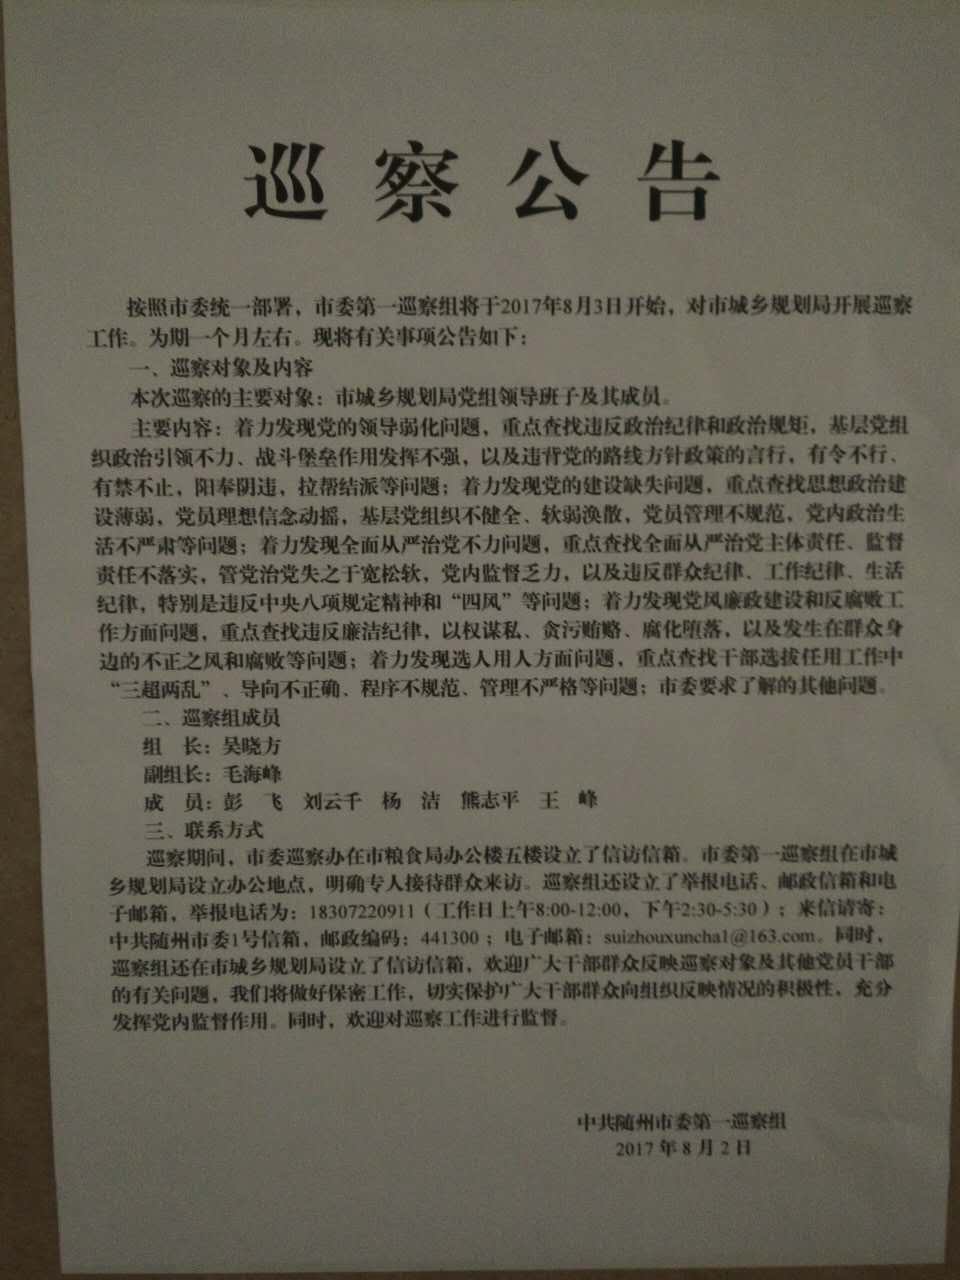 巡察公告
按照市委统一部署，市委第一巡察组将于2017年8月3日开始，对市城乡规划局开展巡察
工作。为期一个月左右。现将有关事项公告如下：
一、巡察对象及内容
本次巡察的主要对象：市城乡规划局党组领导班子及其成员。
主要内容：着力发现党的领导弱化问题，重点查找违反政治纪律和政治规矩，基层党组
织政治引领不力、战斗堡垒作用发挥不强，以及违背党的路线方针政策的言行，有令不行、
有禁不止，阳奉阴违，拉帮结派等问题；着力发现党的建设缺失问题，重点查找思想政治建
设薄弱，党员理想信念动摇，基层党组织不健全、软弱涣散，党员管理不规范，党内政治生
活不严肃等问题；着力发现全面从严治党不力问题，重点查找全面从严治党主体责任、监督
责任不落实，管党治党失之于宽松软，党内监督乏力，以及违反群众纪律、工作纪律、生活
纪律，特别是违反中央八项规定精神和“四风”等问题；着力发现党风廉政建设和反腐败工
作方面问题，重点查找违反廉洁纪律，以权谋私、贪污贿赂、腐化堕落，以及发生在群众身
边的不正之风和腐败等问题；着力发现选人用人方面问题，重点查找干部选拔任用工作中
“三超两乱”、导向不正确、程序不规范、管理不严格等问题；市委要求了解的其他问题。
二、巡察组成员
组 长：吴晓方
副组长：毛海峰
成 员：彭 飞 刘云千 杨 洁 熊志平 王 峰
三、联系方式
巡察期间，市委巡察办在市粮食局办公楼五楼设立了信访信箱。市委第一巡察组在市城
乡规划局设立办公地点，明确专人接待群众来访。巡察组还设立了举报电话、邮政信箱和电
子邮箱，举报电话为：18307220911（工作日上午8:00-12:00，下午2:30-5:30）；来信请寄：
中共随州市委1号信箱，邮政编码：441300；电子邮箱：suizhouxuncha1@163.com。同时，
巡察组还在市城乡规划局设立了信访信箱，欢迎广大干部群众反映巡察对象及其他党员干部
的有关问题，我们将做好保密工作，切实保护广大干部群众向组织反映情况的积极性，充分
发挥党内监督作用。同时，欢迎对巡察工作进行监督。
中共随州市委第一巡察组
2017 年 8 月 2 日